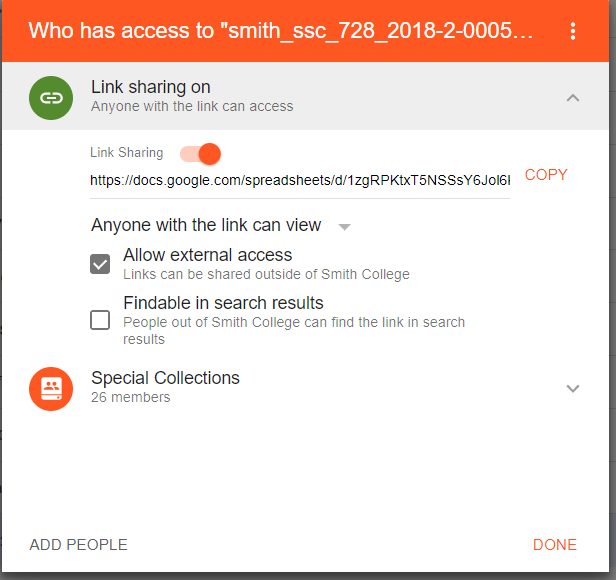 Who has access to "smith_ssc_728_2018-2-0005...
Link sharing on
Anyone with the link can access
Link Sharing
https://docs.google.com/spreadsheets/d/1zgRPKtxT5NSSsY6Jol6l
COPY
Anyone with the link can view
Allow external access
Links can be shared outside of Smith College
Findable in search results
People out of Smith College can find the link in search
results
Special Collections
26 members
ADD PEOPLE
DONE